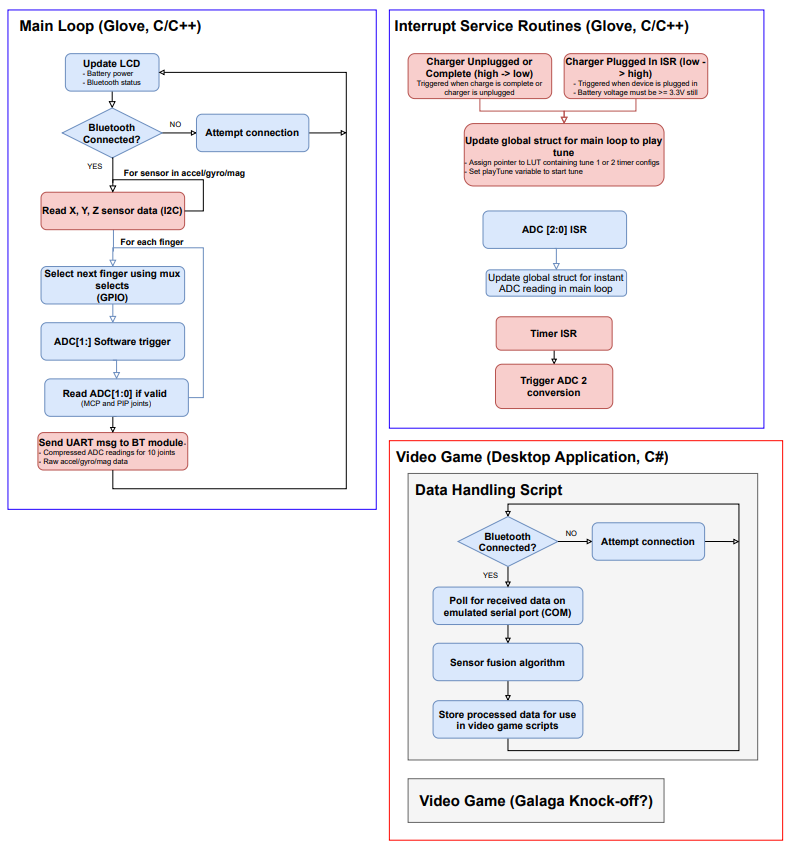 Main Loop (Glove, C/C++)
Update LCD
- Battery power
- Bluetooth status
Bluetooth
Connected?
NO
Attempt connection
YES
For sensor in accel/gyro/mag
Read X, Y, Z sensor data (I2C)
For each finger
Select next finger using mux
selects
(GPIO)
ADC[1:] Software trigger
Read ADC[1:0] if valid
(MCP and PIP joints)
Send UART msg to BT module
- Compressed ADC readings for 10 joints
- Raw accel/gyro/mag data
Interrupt Service Routines (Glove, C/C++)
Charger Unplugged or
Complete (high -> low)
Triggered when charge is complete or
charger is unplugged
Charger Plugged In ISR (low -
> high)
- Triggered when device is plugged in
- Battery voltage must be >= 3.3V still
Update global struct for main loop to play
tune
- Assign pointer to LUT containing tune 1 or 2 timer configs
- Set playTune variable to start tune
ADC [2:0] ISR
Update global struct for instant
ADC reading in main loop
Timer ISR
Trigger ADC 2
conversion
Video Game (Desktop Application, C#)
Data Handling Script
Bluetooth
Connected?
NO
Attempt connection
YES
Poll for received data on
emulated serial port (COM)
Sensor fusion algorithm
Store processed data for use
in video game scripts
Video Game (Galaga Knock-off?)